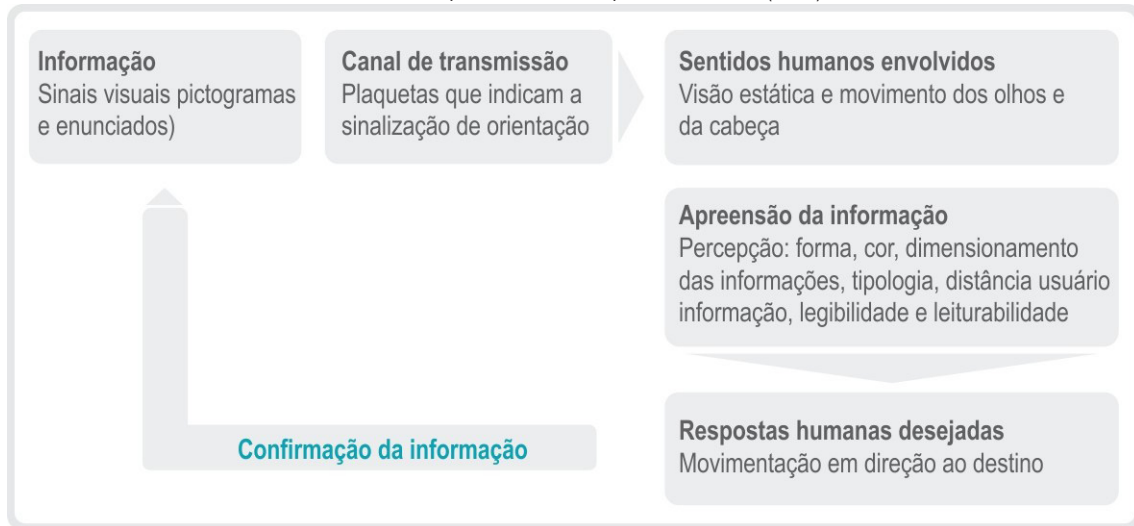 Informação
Sinais visuais pictogramas
e enunciados)
Canal de transmissão
Plaquetas que indicam a
sinalização de orientação
Sentidos humanos envolvidos
Visão estática e movimento dos olhos e
da cabeça
Apreensão da informação
Percepção: forma, cor, dimensionamento
das informações, tipologia, distância usuário
informação, legibilidade e leiturabilidade
Respostas humanas desejadas
Movimentação em direção ao destino
Confirmação da informação